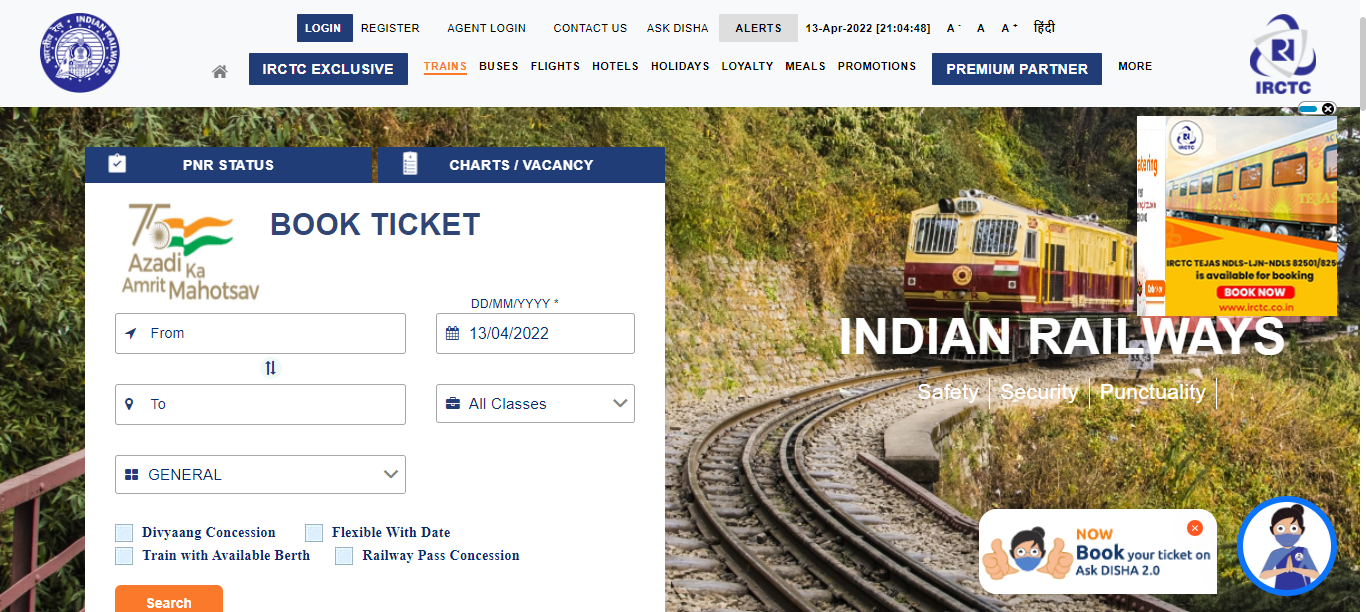 LOGIN REGISTER AGENT LOGIN CONTACT US ASK DISHA ALERTS 13-Apr-2022 [21:04:48] A - A A + हिंदी
भारतीय रेल INDIAN RAILWAYS
IRCTC EXCLUSIVE TRAINS BUSES FLIGHTS HOTELS HOLIDAYS LOYALTY MEALS PROMOTIONS PREMIUM PARTNER MORE
IRCTC
PNR STATUS CHARTS / VACANCY
75
Azadi Ka
Amrit Mahotsav
BOOK TICKET
DD/MM/YYYY *
From 13/04/2022
To All Classes
GENERAL
Divyaang Concession Flexible With Date
Train with Available Berth Railway Pass Concession
Search
IRCTC
TEJAS
IRCTC TEJAS NDLS-LJN-NDLS 82501/825
is available for booking
BOOK NOW
www.irctc.co.in
INDIAN RAILWAYS
Safety Security Punctuality
NOW
Book your ticket on
Ask DISHA 2.0